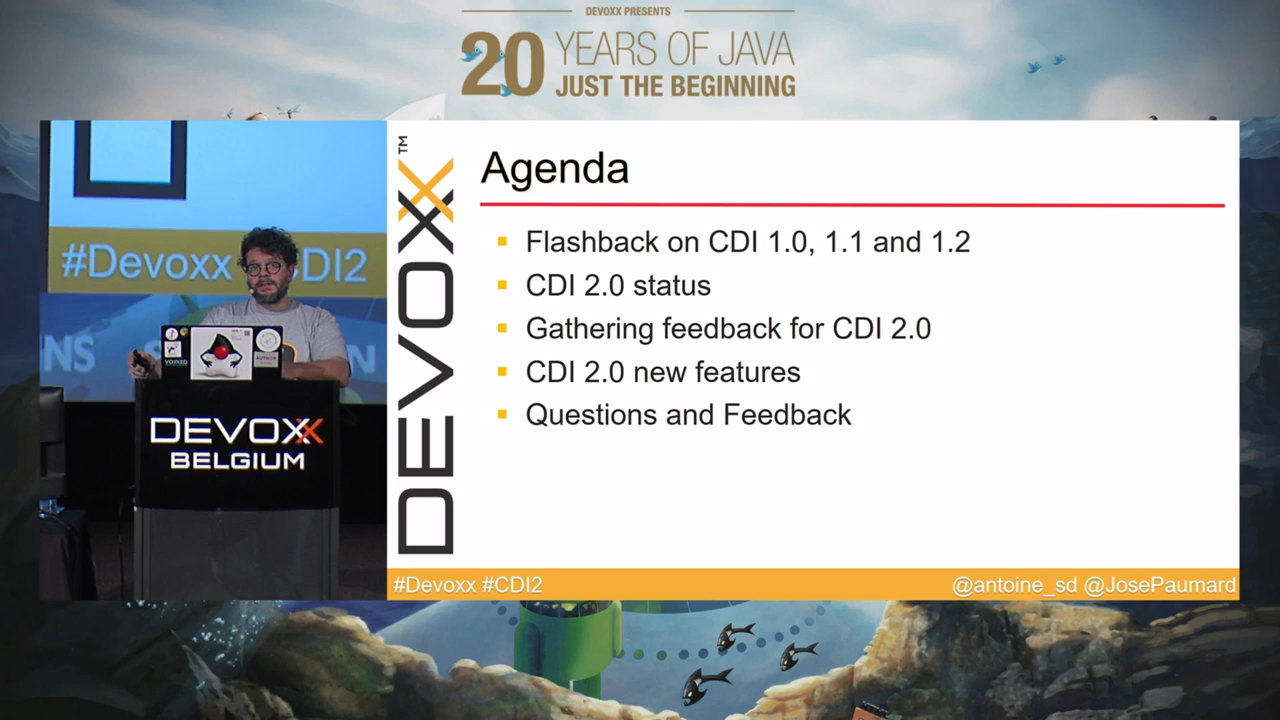 DEVOXX PRESENTS
20 YEARS OF JAVA
JUST THE BEGINNING
#Devoxx CDI2
DEVOXX
BELGIUM
DEVOXX™
Agenda
Flashback on CDI 1.0, 1.1 and 1.2
CDI 2.0 status
Gathering feedback for CDI 2.0
CDI 2.0 new features
Questions and Feedback
#Devoxx #CDI2
@antoine_sd @JosePaumard